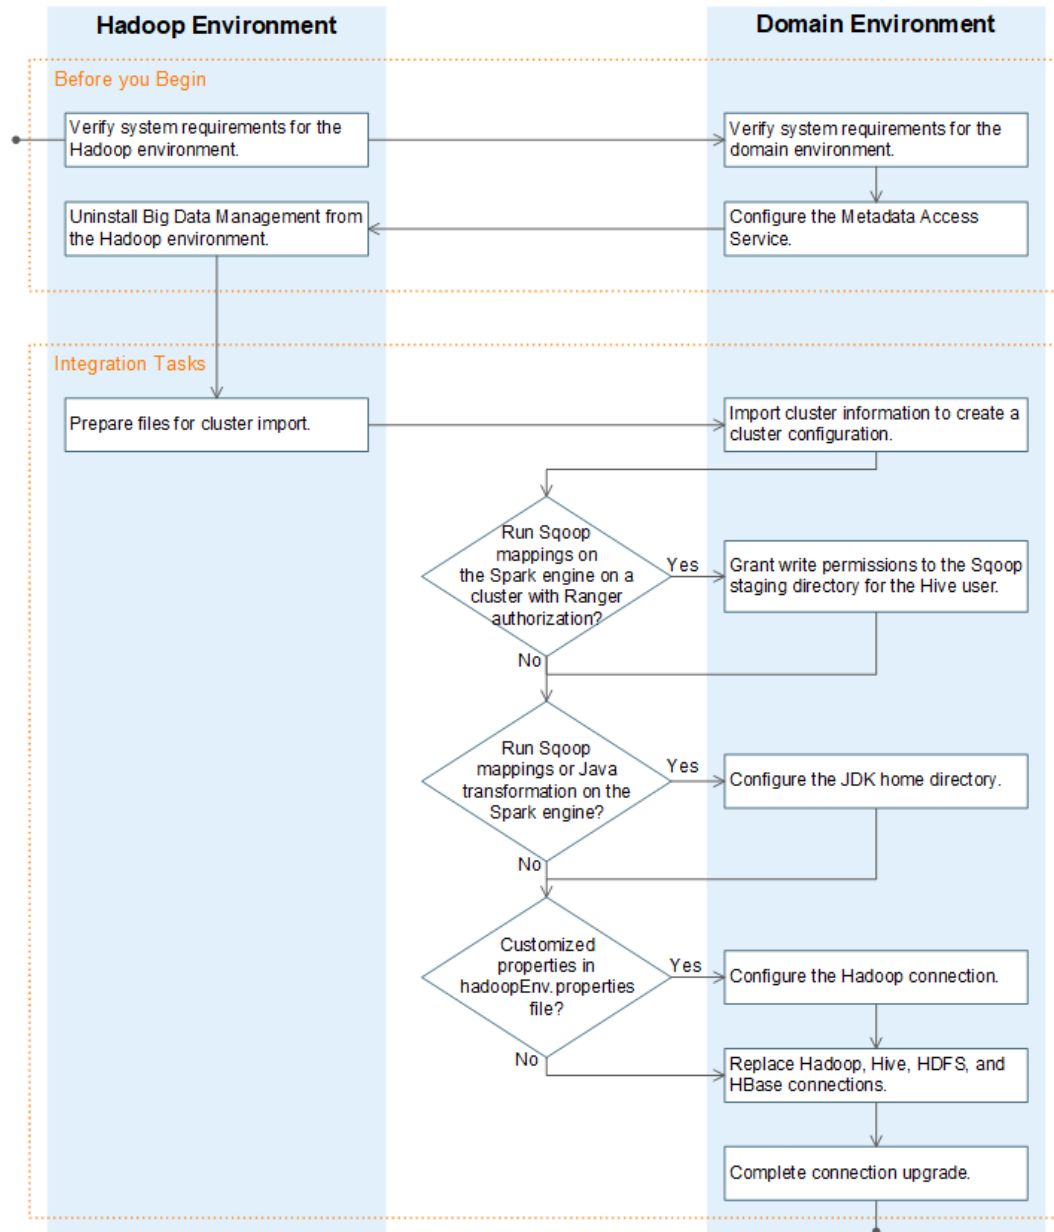 Hadoop Environment
Domain Environment
Before you Begin
Verify system requirements for the
Hadoop environment.
Verify system requirements for the
domain environment.
Uninstall Big Data Management from
the Hadoop environment.
Configure the Metadata Access
Service.
Integration Tasks
Prepare files for cluster import.
Import cluster information to create a
cluster configuration.
Run Sqoop
mappings on
the Spark engine on a
cluster with Ranger
authorization?
Yes
Grant write permissions to the Sqoop
staging directory for the Hive user.
No
Run Sqoop
mappings or Java
transformation on the
Spark engine?
Yes
Configure the JDK home directory.
No
Customized
properties in
hadoopEnv.properties
file?
Yes
Configure the Hadoop connection.
No
Replace Hadoop, Hive, HDFS, and
HBase connections.
Complete connection upgrade.